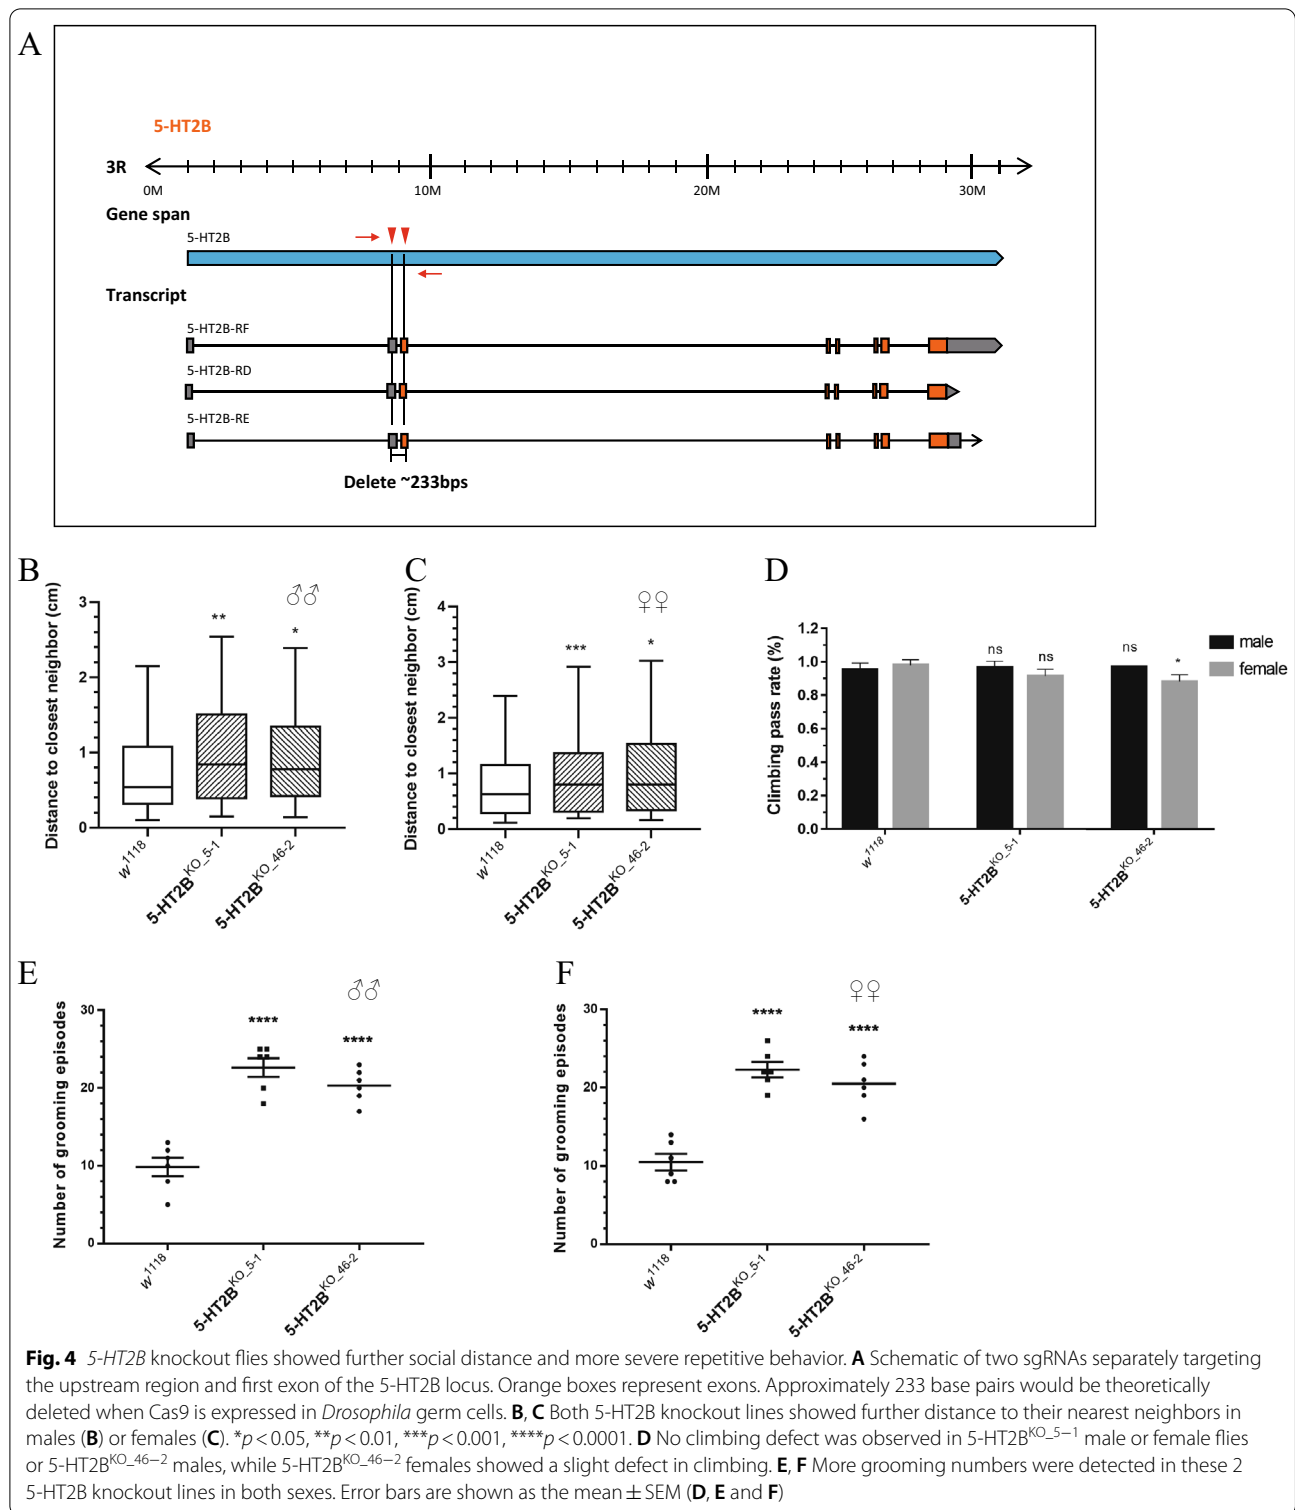 A
5-HT2B
3R
0M 10M 20M 30M
Gene span
5-HT2B
Transcript
5-HT2B-RF
5-HT2B-RD
5-HT2B-RE
Delete ~233bps
B
♂♂
Distance to closest neighbor (cm)
3
2
1
0
**
*
w1118
5-HT2BKO_5-1
5-HT2BKO_46-2
C
♀♀
Distance to closest neighbor (cm)
4
3
2
1
0
***
*
w1118
5-HT2BKO_5-1
5-HT2BKO_46-2
D
Climbing pass rate (%)
1.2
1.0
0.8
0.6
0.4
0.2
0.0
ns
ns
ns
*
male
female
w1118
5-HT2BKO_5-1
5-HT2BKO_46-2
E
♂♂
Number of grooming episodes
30
20
10
0
****
****
w1118
5-HT2BKO_5-1
5-HT2BKO_46-2
F
♀♀
Number of grooming episodes
30
20
10
0
****
****
w1118
5-HT2BKO_5-1
5-HT2BKO_46-2
Fig. 4 5-HT2B knockout flies showed further social distance and more severe repetitive behavior. A Schematic of two sgRNAs separately targeting
the upstream region and first exon of the 5-HT2B locus. Orange boxes represent exons. Approximately 233 base pairs would be theoretically
deleted when Cas9 is expressed in Drosophila germ cells. B, C Both 5-HT2B knockout lines showed further distance to their nearest neighbors in
males (B) or females (C). *p < 0.05, **p < 0.01, ***p < 0.001, ****p < 0.0001. D No climbing defect was observed in 5-HT2BKO_5−1 male or female flies
or 5-HT2BKO_46−2 males, while 5-HT2BKO_46−2 females showed a slight defect in climbing. E, F More grooming numbers were detected in these 2
5-HT2B knockout lines in both sexes. Error bars are shown as the mean ± SEM (D, E and F)